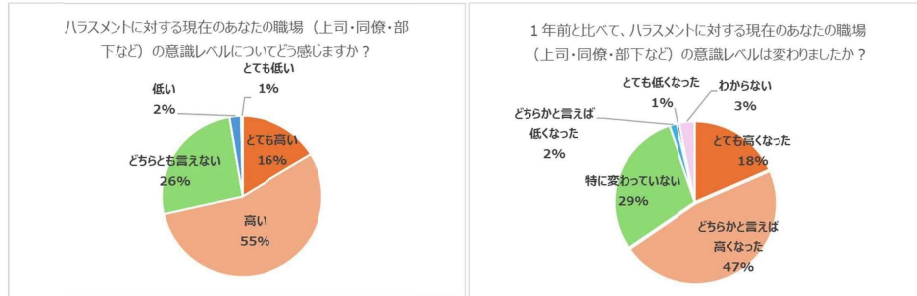 ハラスメントに対する現在のあなたの職場（上司・同僚・部
下など）の意識レベルについてどう感じますか？
とても低い
1%
低い
2%
とても高い
16%
どちらとも言えない
26%
高い
55%
1年前と比べて、ハラスメントに対する現在のあなたの職場
（上司・同僚・部下など）の意識レベルは変わりましたか？
とても低くなった
1%
わからない
3%
どちらかと言えば
低くなった
2%
とても高くなった
18%
特に変わっていない
29%
どちらかと言えば
高くなった
47%